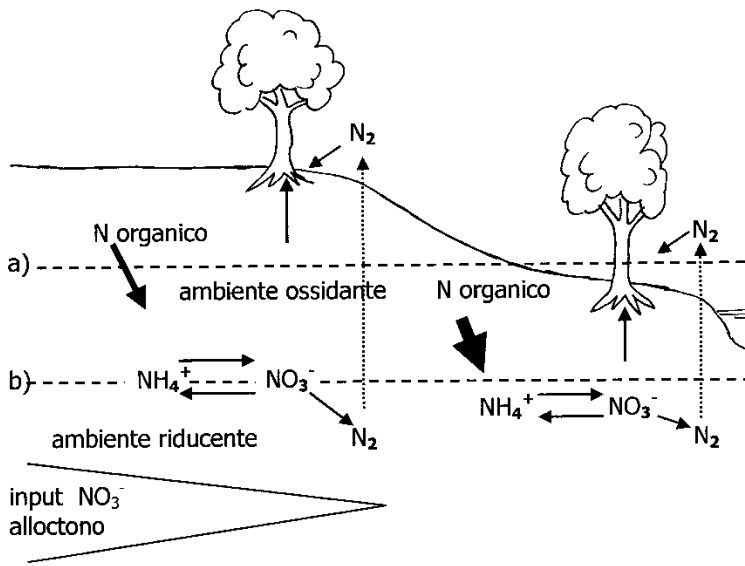 N₂
N organico
N₂
a)
ambiente ossidante
N organico
b)
NH₄⁺
NO₃⁻
NH₄⁺
NO₃⁻
N₂
N₂
ambiente riducente
input NO₃⁻
alloctono